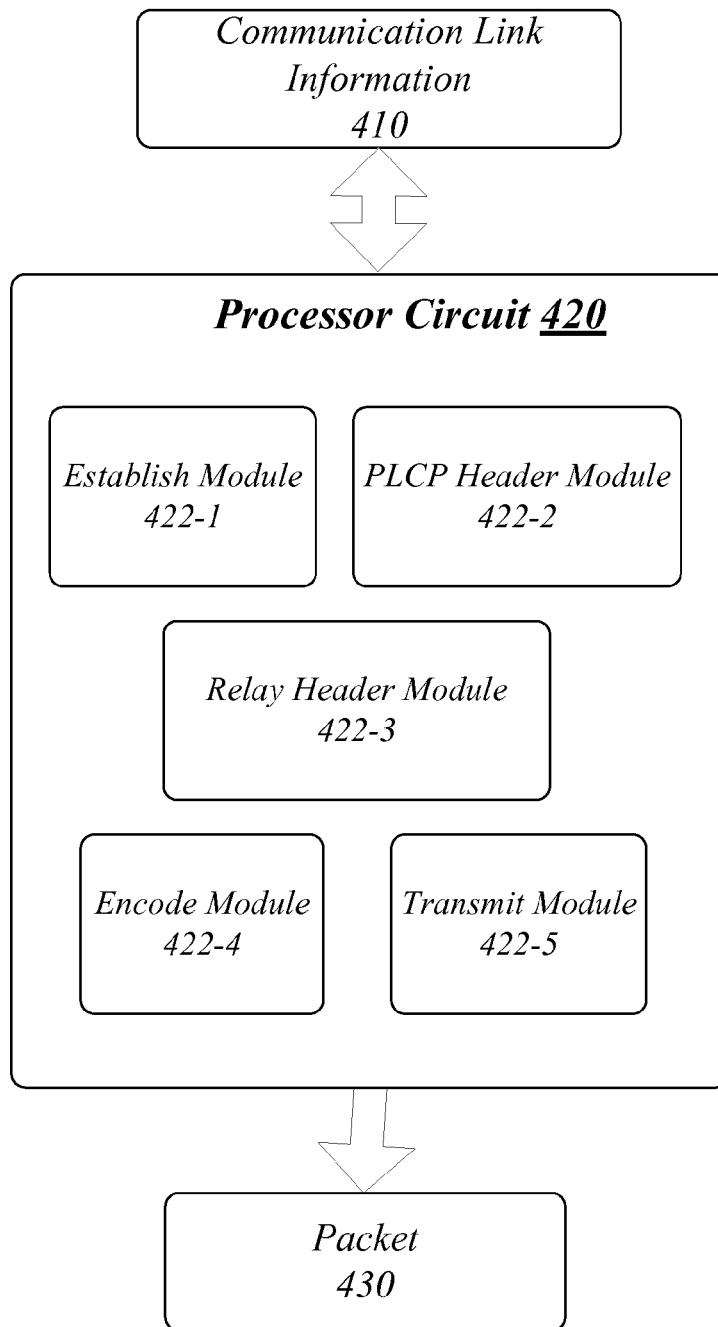 Communication Link
Information
410
Processor Circuit 420
Establish Module
422-1
PLCP Header Module
422-2
Relay Header Module
422-3
Encode Module
422-4
Transmit Module
422-5
Packet
430